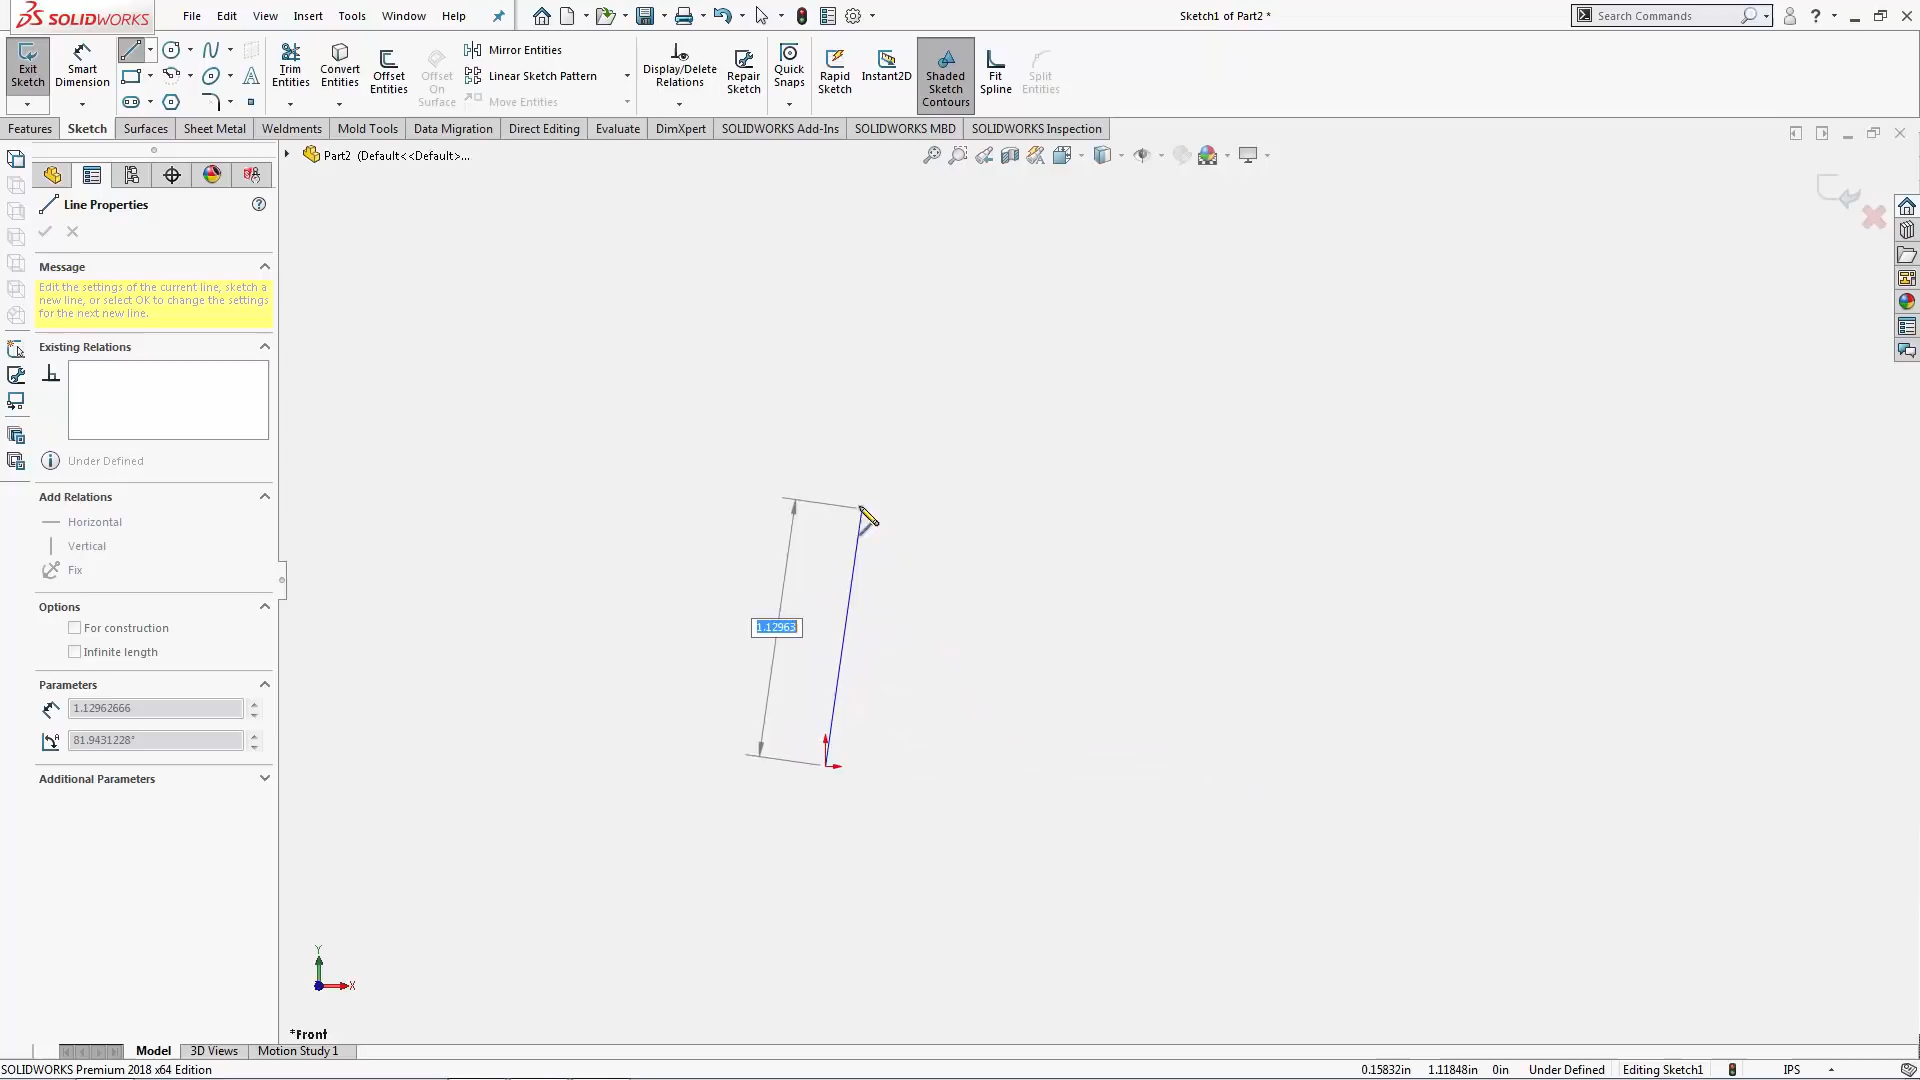 SOLIDWORKS File Edit View Insert Tools Window Help Sketch1 of Part2 * Search Commands ?
Exit Sketch
Smart Dimension
Trim Entities
Convert Entities
Offset Entities
Offset On Surface
Mirror Entities
Linear Sketch Pattern
Move Entities
Display/Delete Relations
Repair Sketch
Quick Snaps
Rapid Sketch
Instant2D
Shaded Sketch Contours
Fit Spline
Split Entities
Features Sketch Surfaces Sheet Metal Weldments Mold Tools Data Migration Direct Editing Evaluate DimXpert SOLIDWORKS Add-Ins SOLIDWORKS MBD SOLIDWORKS Inspection
Part2 (Default<<Default>...
Line Properties ?
Message
Edit the settings of the current line, sketch a
new line, or select OK to change the settings
for the next new line.
Existing Relations
Under Defined
Add Relations
Horizontal
Vertical
Fix
Options
For construction
Infinite length
Parameters
1.12962666
81.9431228°
Additional Parameters
1.12963
Y
X
*Front
Model 3D Views Motion Study 1
SOLIDWORKS Premium 2018 x64 Edition 0.15832in 1.11848in 0in Under Defined Editing Sketch1 IPS